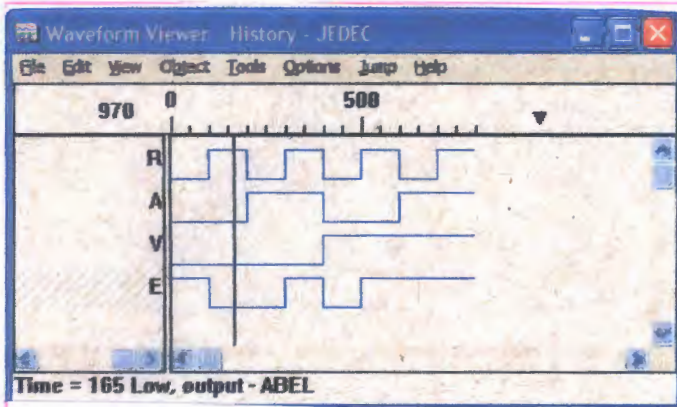 Waveform Viewer History - JEDEC
File Edit View Object Tools Options Jump Help
970 0 500
R
A
V
E
Time = 165 Low, output - ABEL